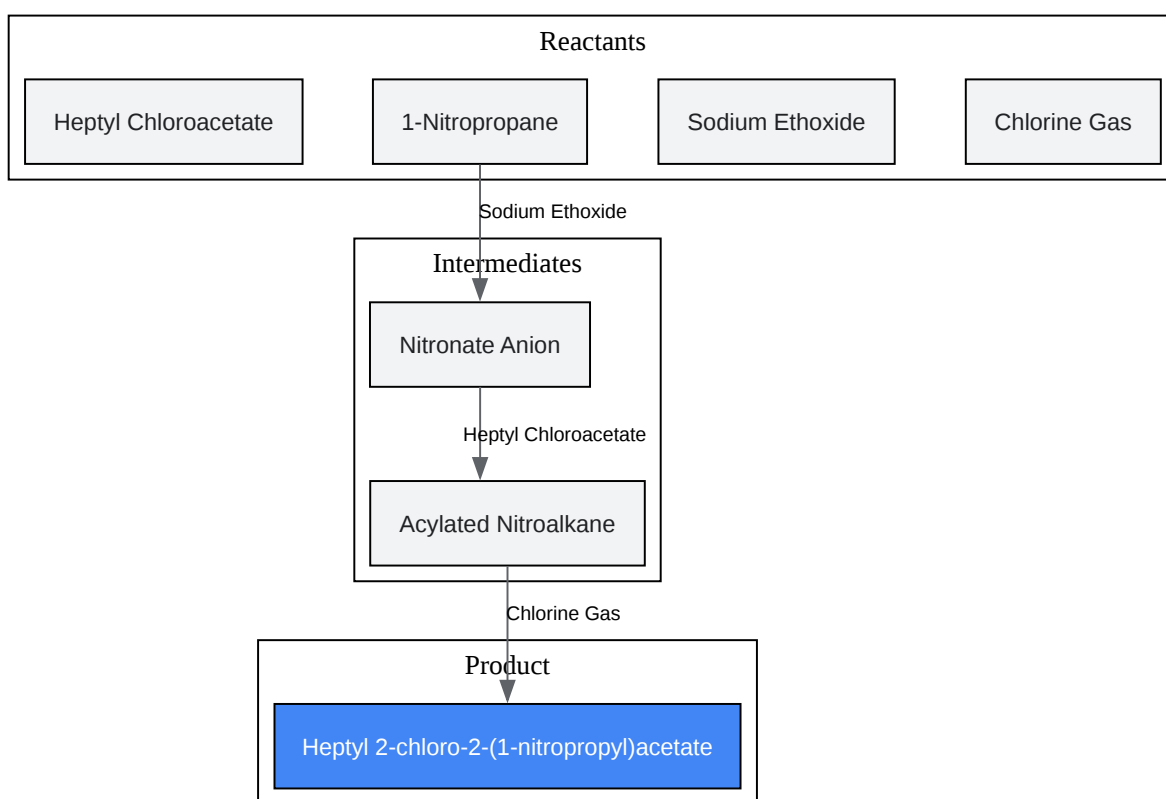 Reactants
Heptyl Chloroacetate
1-Nitropropane
Sodium Ethoxide
Chlorine Gas
Sodium Ethoxide
Intermediates
Nitronate Anion
Heptyl Chloroacetate
Acylated Nitroalkane
Chlorine Gas
Product
Heptyl 2-chloro-2-(1-nitropropyl)acetate